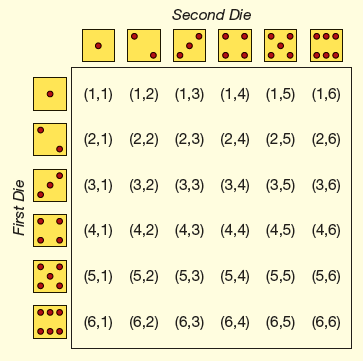 Second Die
First Die
(1,1) (1,2) (1,3) (1,4) (1,5) (1,6)
(2,1) (2,2) (2,3) (2,4) (2,5) (2,6)
(3,1) (3,2) (3,3) (3,4) (3,5) (3,6)
(4,1) (4,2) (4,3) (4,4) (4,5) (4,6)
(5,1) (5,2) (5,3) (5,4) (5,5) (5,6)
(6,1) (6,2) (6,3) (6,4) (6,5) (6,6)